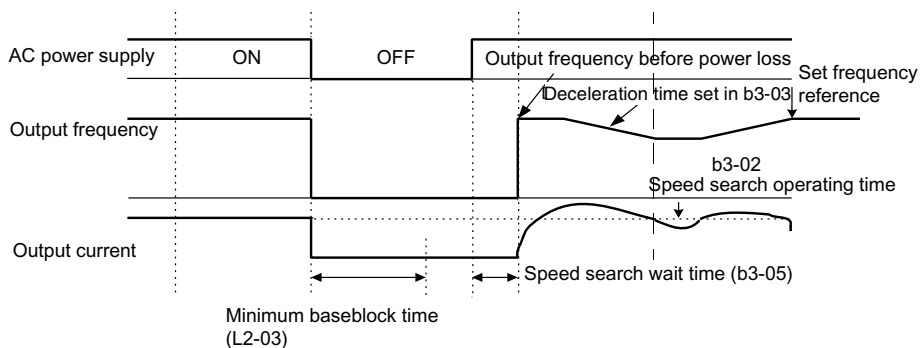 AC power supply
ON
OFF
Output frequency before power loss
Deceleration time set in b3-03
Set frequency
reference
Output frequency
b3-02
Speed search operating time
Output current
Speed search wait time (b3-05)
Minimum baseblock time
(L2-03)